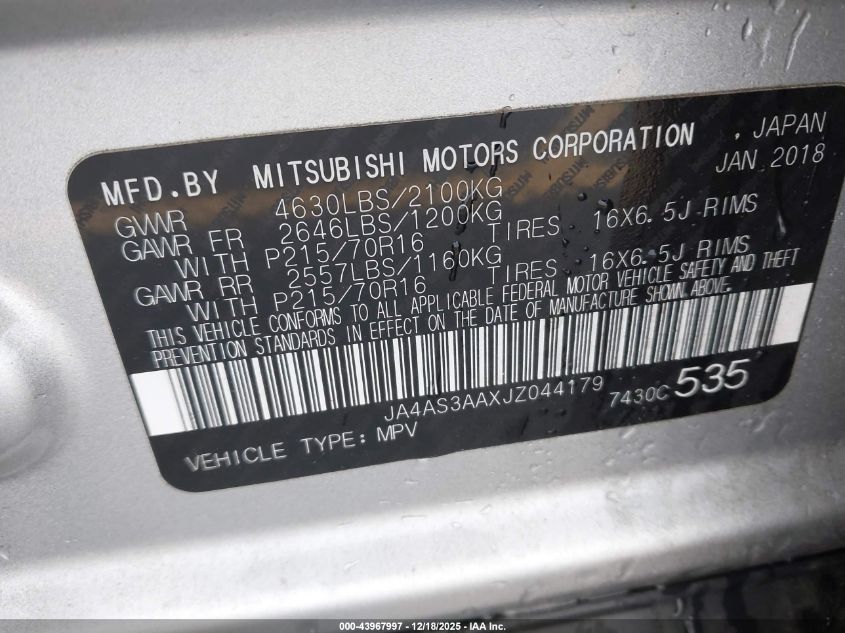 MFD.BY MITSUBISHI MOTORS CORPORATION , JAPAN
JAN 2018
GVWR 4630LBS/2100KG
GAWR FR 2646LBS/1200KG
WITH P215/70R16 TIRES 16X6.5J RIMS
GAWR RR 2557LBS/1160KG
WITH P215/70R16 TIRES 16X6.5J RIMS
THIS VEHICLE CONFORMS TO ALL APPLICABLE FEDERAL MOTOR VEHICLE SAFETY AND THEFT
PREVENTION STANDARDS IN EFFECT ON THE DATE OF MANUFACTURE SHOWN ABOVE.
JA4AS3AAXJZ044179 7430C 535
VEHICLE TYPE: MPV
000-43967997 - 12/18/2025 - IAA Inc.